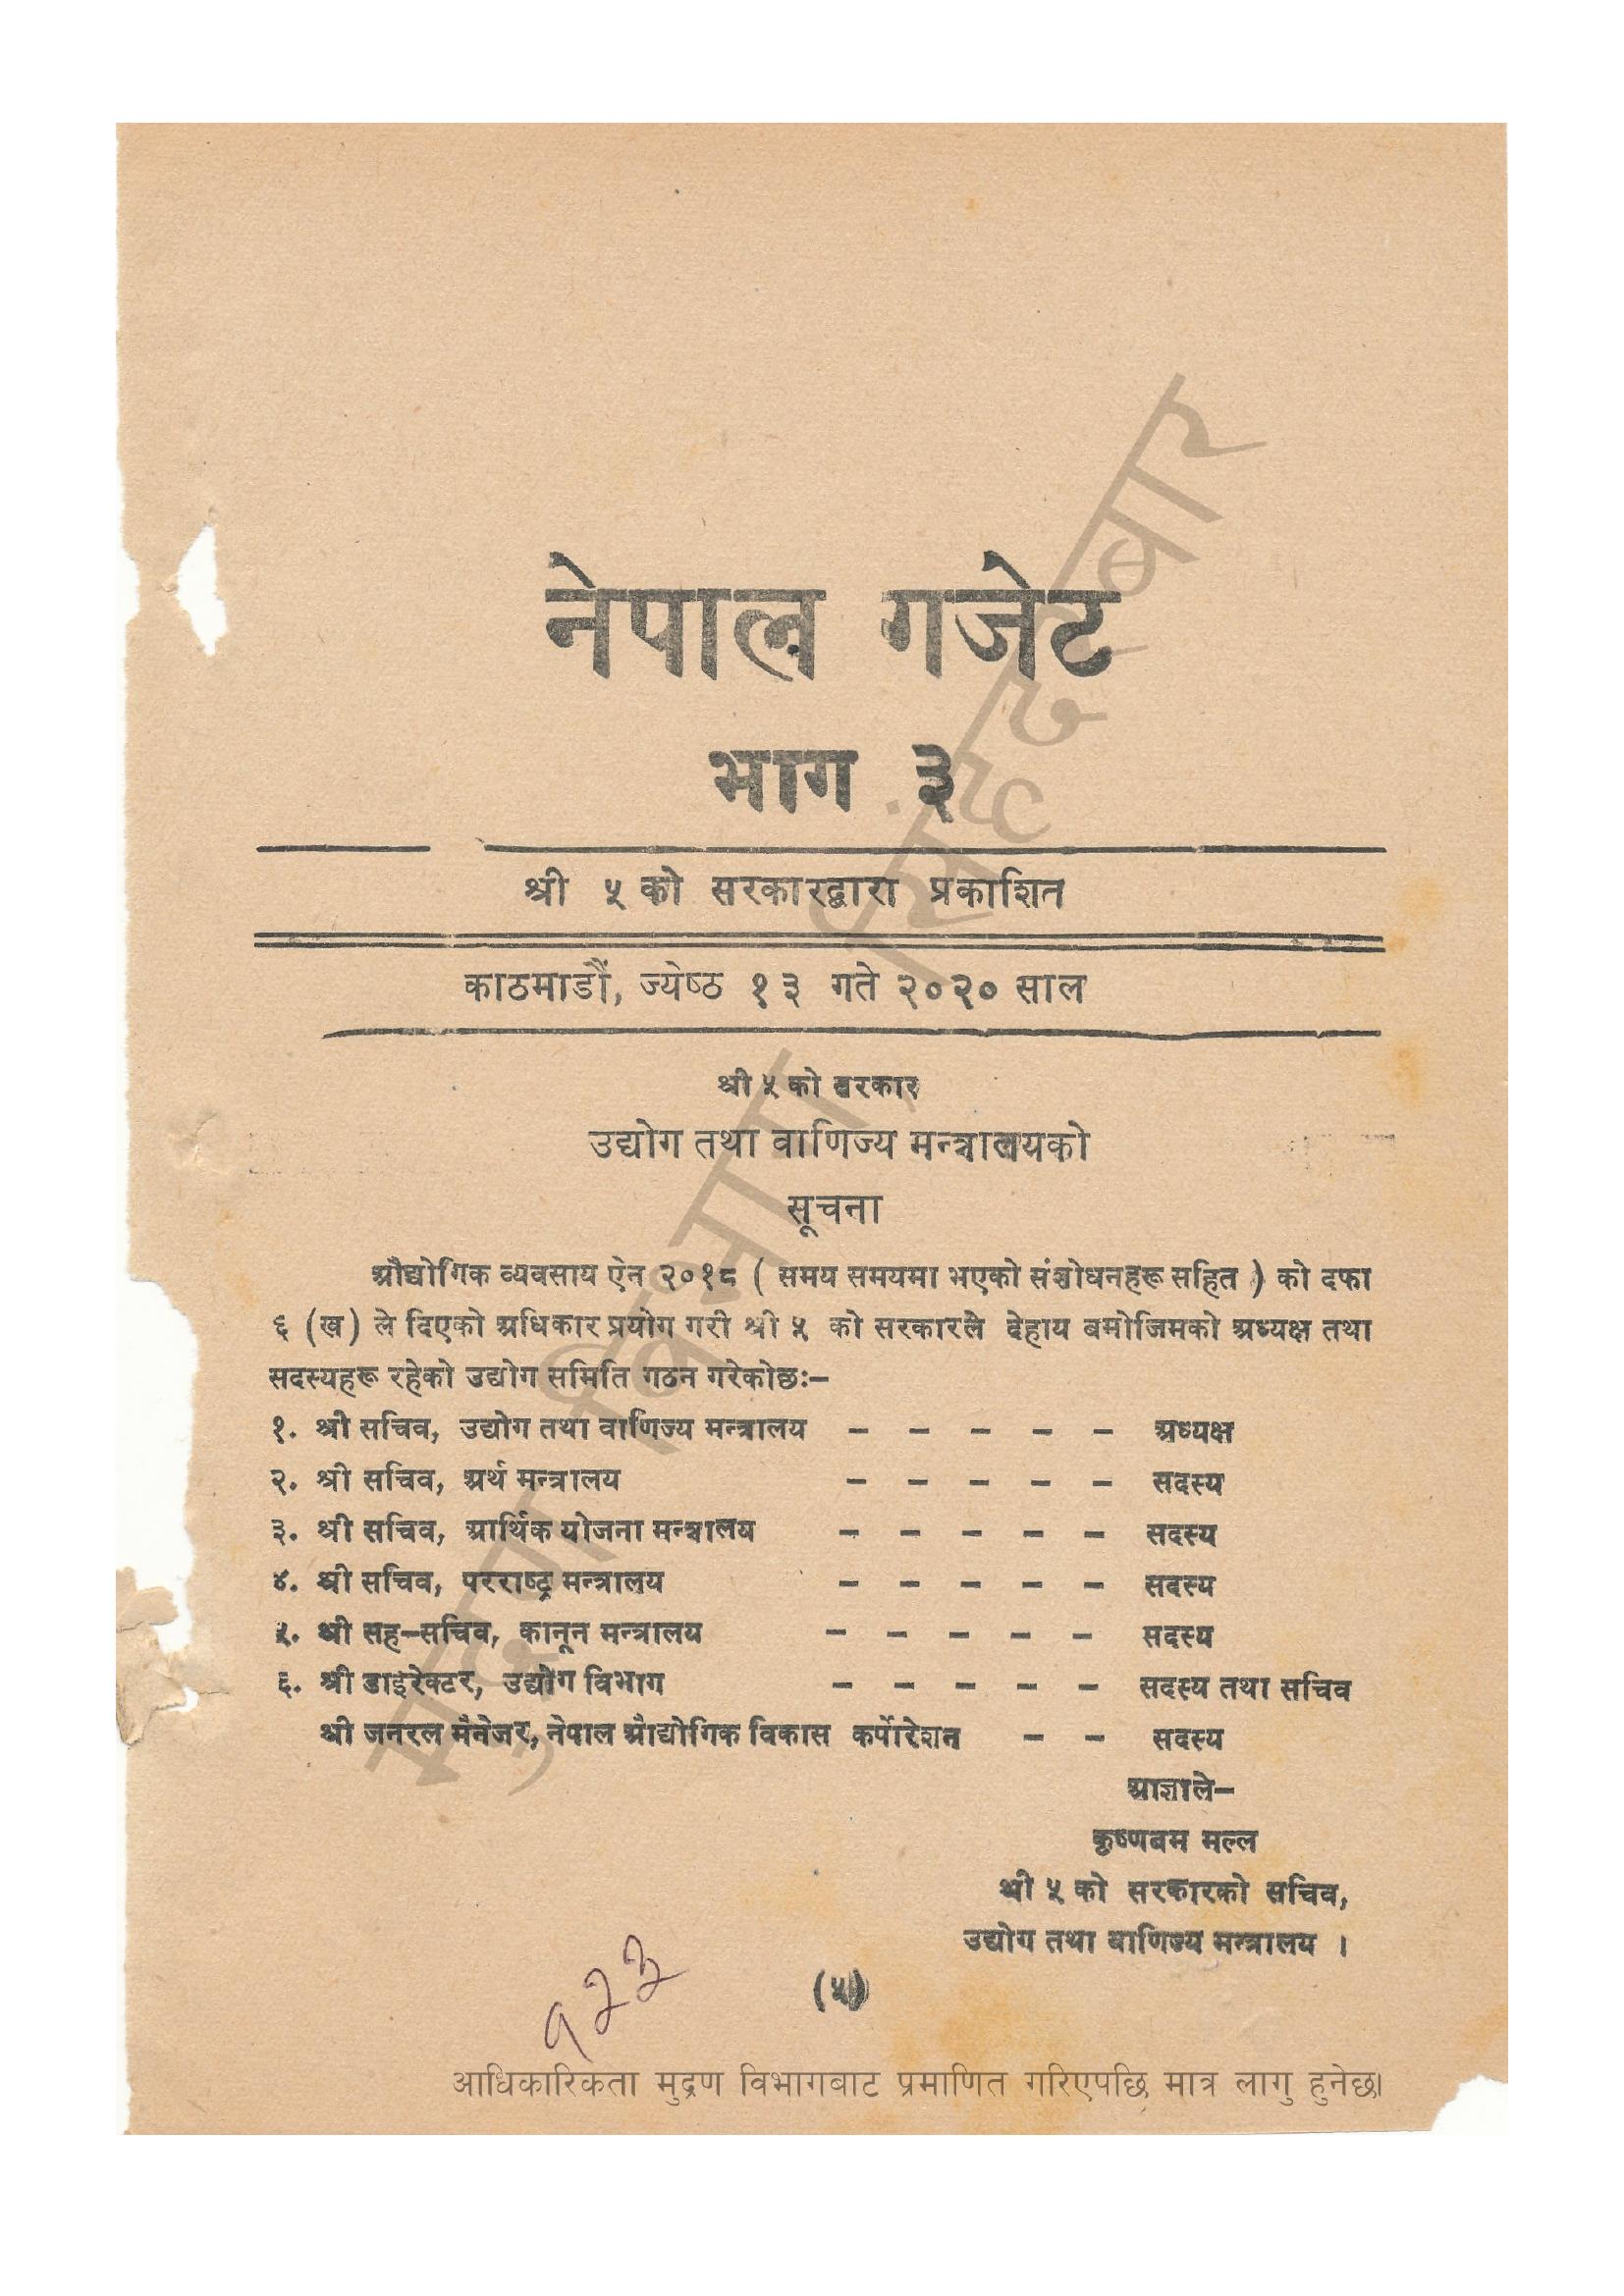 नेपाल गजेट
भाग ३
श्री ५ को सरकारद्वारा प्रकाशित
काठमाडौं, ज्येष्ठ १३ गते २०२० साल
श्री ५ को सरकार
उद्योग तथा वाणिज्य मन्त्रालयको
सूचना
औद्योगिक व्यवसाय ऐन २०१८ ( समय समयमा भएको संशोधनहरू सहित ) को दफा
६ (ख) ले दिएको अधिकार प्रयोग गरी श्री ५ को सरकारले देहाय बमोजिमको अध्यक्ष तथा
सदस्यहरू रहेको उद्योग समिति गठन गरेकोछः–
१. श्री सचिव, उद्योग तथा वाणिज्य मन्त्रालय – – – – – अध्यक्ष
२. श्री सचिव, अर्थ मन्त्रालय – – – – – सदस्य
३. श्री सचिव, आर्थिक योजना मन्त्रालय – – – – – सदस्य
४. श्री सचिव, परराष्ट्र मन्त्रालय – – – – – सदस्य
५. श्री सह–सचिव, कानून मन्त्रालय – – – – – सदस्य
६. श्री डाइरेक्टर, उद्योग विभाग – – – – – सदस्य तथा सचिव
श्री जनरल मैनेजर, नेपाल औद्योगिक विकास कर्पोरेशन – – सदस्य
आज्ञाले–
कृष्णबम मल्ल
श्री ५ को सरकारको सचिव,
उद्योग तथा वाणिज्य मन्त्रालय ।
(५)
१२३
मुद्रण विभाग, सिंहदरबार
आधिकारिकता मुद्रण विभागबाट प्रमाणित गरिएपछि मात्र लागु हुनेछ।